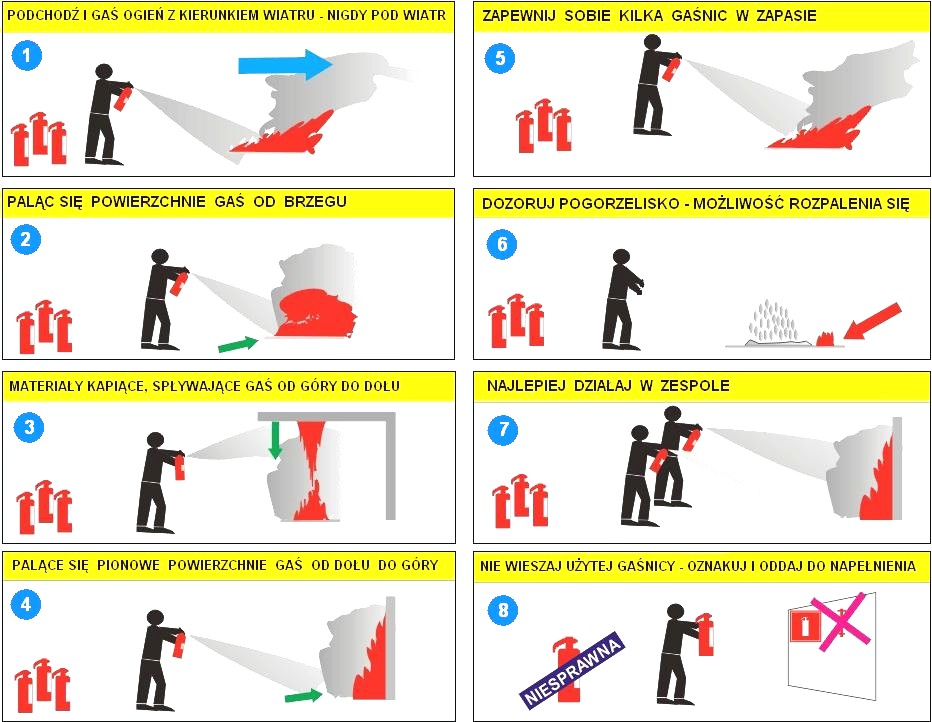 PODCHODŹ I GAŚ OGIEŃ Z KIERUNKIEM WIATRU - NIGDY POD WIATR
1
PALĄC SIĘ POWIERZCHNIE GAŚ OD BRZEGU
2
MATERIAŁY KAPIĄCE, SPŁYWAJĄCE GAŚ OD GÓRY DO DOŁU
3
PALĄCE SIĘ PIONOWE POWIERZCHNIE GAŚ OD DOŁU DO GÓRY
4
ZAPEWNIJ SOBIE KILKA GAŚNIC W ZAPASIE
5
DOZORUJ POGORZELISKO - MOŻLIWOŚĆ ROZPALENIA SIĘ
6
NAJLEPIEJ DZIALAJ W ZESPOLE
7
NIE WIESZAJ UŻYTEJ GAŚNICY - OZNAKUJ I ODDAJ DO NAPEŁNIENIA
8
NIESPRAWNA